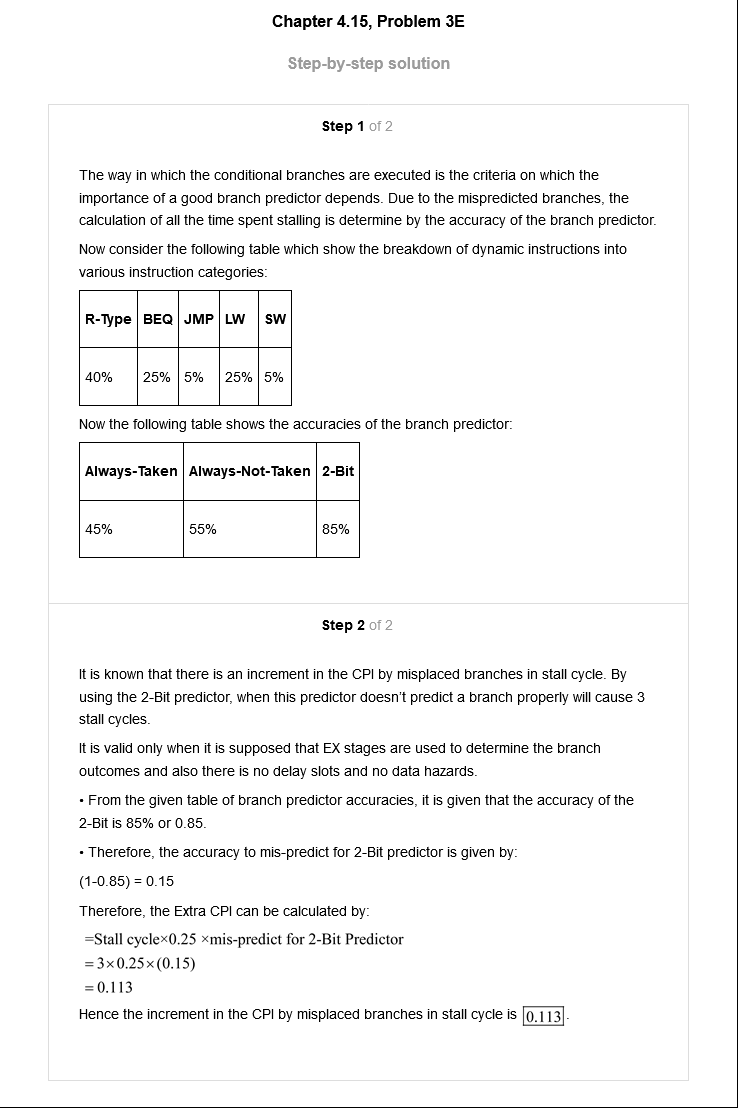 Chapter 4.15, Problem 3E
Step-by-step solution
Step 1 of 2
The way in which the conditional branches are executed is the criteria on which the
importance of a good branch predictor depends. Due to the mispredicted branches, the
calculation of all the time spent stalling is determine by the accuracy of the branch predictor.
Now consider the following table which show the breakdown of dynamic instructions into
various instruction categories:
R-Type BEQ JMP LW SW
40% 25% 5% 25% 5%
Now the following table shows the accuracies of the branch predictor:
Always-Taken Always-Not-Taken 2-Bit
45% 55% 85%
Step 2 of 2
It is known that there is an increment in the CPI by misplaced branches in stall cycle. By
using the 2-Bit predictor, when this predictor doesn't predict a branch properly will cause 3
stall cycles.
It is valid only when it is supposed that EX stages are used to determine the branch
outcomes and also there is no delay slots and no data hazards.
• From the given table of branch predictor accuracies, it is given that the accuracy of the
2-Bit is 85% or 0.85.
• Therefore, the accuracy to mis-predict for 2-Bit predictor is given by:
(1-0.85) = 0.15
Therefore, the Extra CPI can be calculated by:
=Stall cycle×0.25 ×mis-predict for 2-Bit Predictor
= 3×0.25×(0.15)
= 0.113
Hence the increment in the CPI by misplaced branches in stall cycle is 0.113.